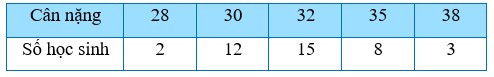 Cân nặng 28 30 32 35 38
Số học sinh 2 12 15 8 3